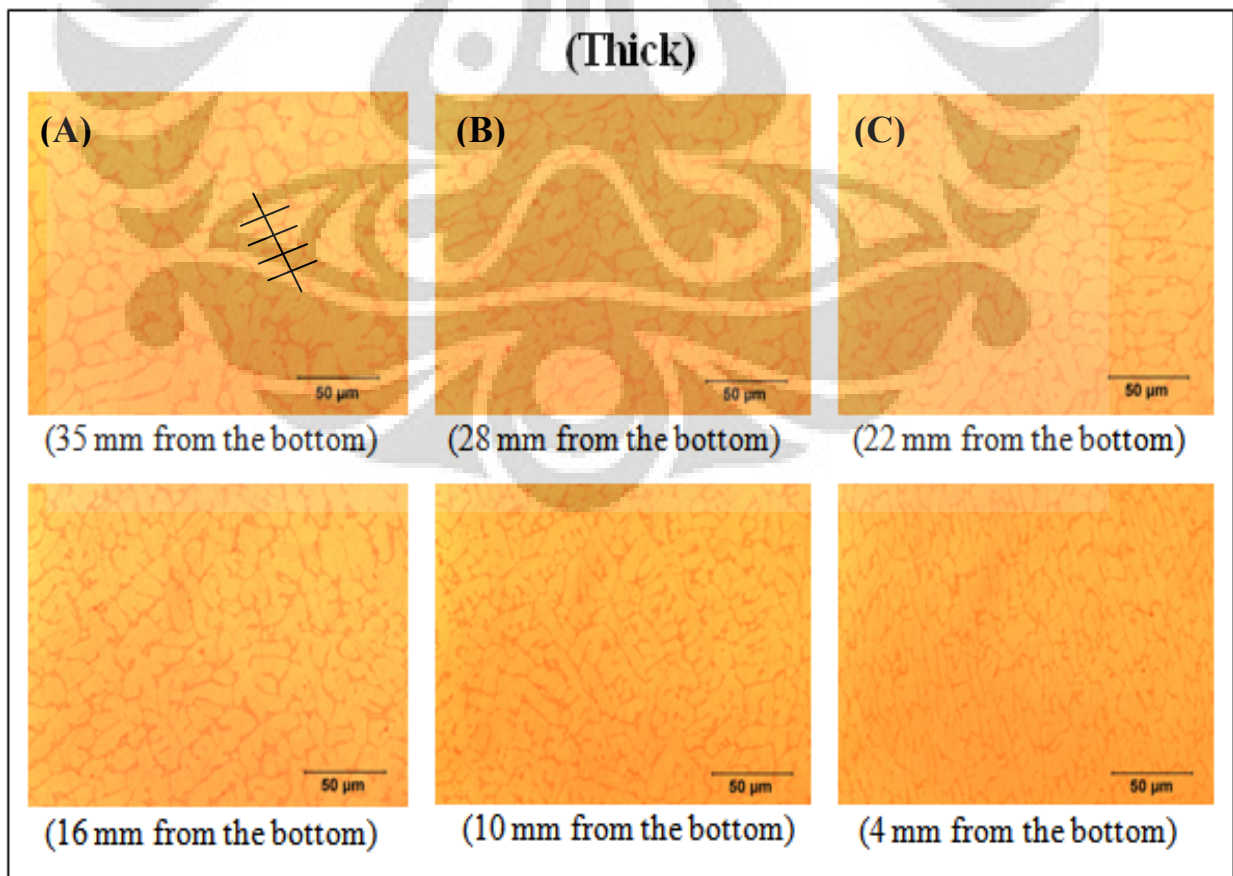 (Thick)
(A)
(B)
(C)
50 µm
50 µm
50 µm
(35 mm from the bottom)
(28 mm from the bottom)
(22 mm from the bottom)
50 µm
50 µm
50 µm
(16 mm from the bottom)
(10 mm from the bottom)
(4 mm from the bottom)